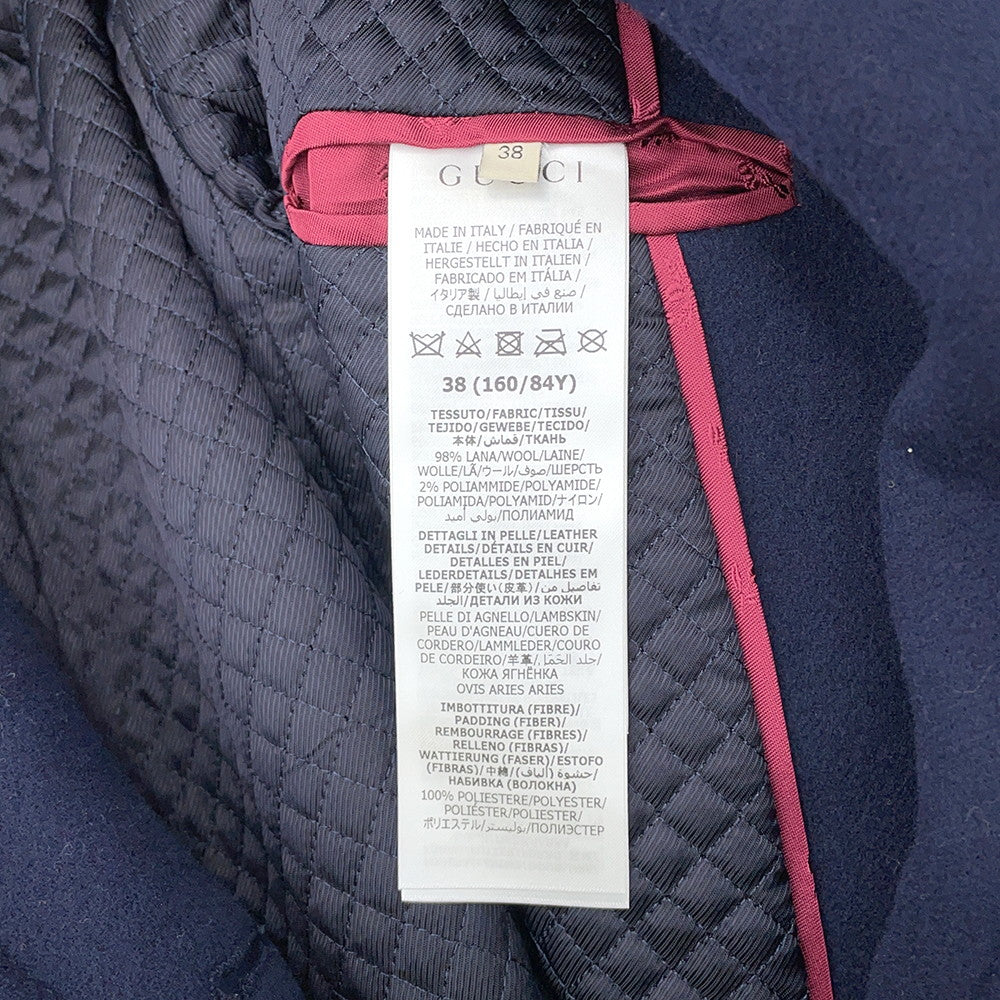 38
GUCCI
MADE IN ITALY / FABRIQUÉ EN
ITALIE / HECHO EN ITALIA /
HERGESTELLT IN ITALIEN /
FABRICADO EM ITÁLIA /
イタリア製 / صنع في إيطاليا /
СДЕЛАНО В ИТАЛИИ
38 (160/84Y)
TESSUTO/FABRIC/TISSU/
TEJIDO/GEWEBE/TECIDO/
本体/قماش/ТКАНЬ
98% LANA/WOOL/LAINE/
WOLLE/LÃ/ウール/صوف/ШЕРСТЬ
2% POLIAMMIDE/POLYAMIDE/
POLIAMIDA/POLYAMID/ナイロン/
بولي أميد/ПОЛИАМИД
DETTAGLI IN PELLE/LEATHER
DETAILS/DÉTAILS EN CUIR/
DETALLES EN PIEL/
LEDERDETAILS/DETALHES EM
PELE/部分使い(皮革)/تفاصيل من
الجلد/ДЕТАЛИ ИЗ КОЖИ
PELLE DI AGNELLO/LAMBSKIN/
PEAU D'AGNEAU/CUERO DE
CORDERO/LAMMLEDER/COURO
DE CORDEIRO/羊革/جلد الحَمَل/
КОЖА ЯГНЁНКА
OVIS ARIES ARIES
IMBOTTITURA (FIBRE)/
PADDING (FIBER)/
REMBOURRAGE (FIBRES)/
RELLENO (FIBRAS)/
WATTIERUNG (FASER)/ESTOFO
(FIBRAS)/中綿/حشوة (ألياف)/
НАБИВКА (ВОЛОКНА)
100% POLIESTERE/POLYESTER/
POLIÉSTER/POLIESTER/
ポリエステル/بوليستر/ПОЛИЭСТЕР